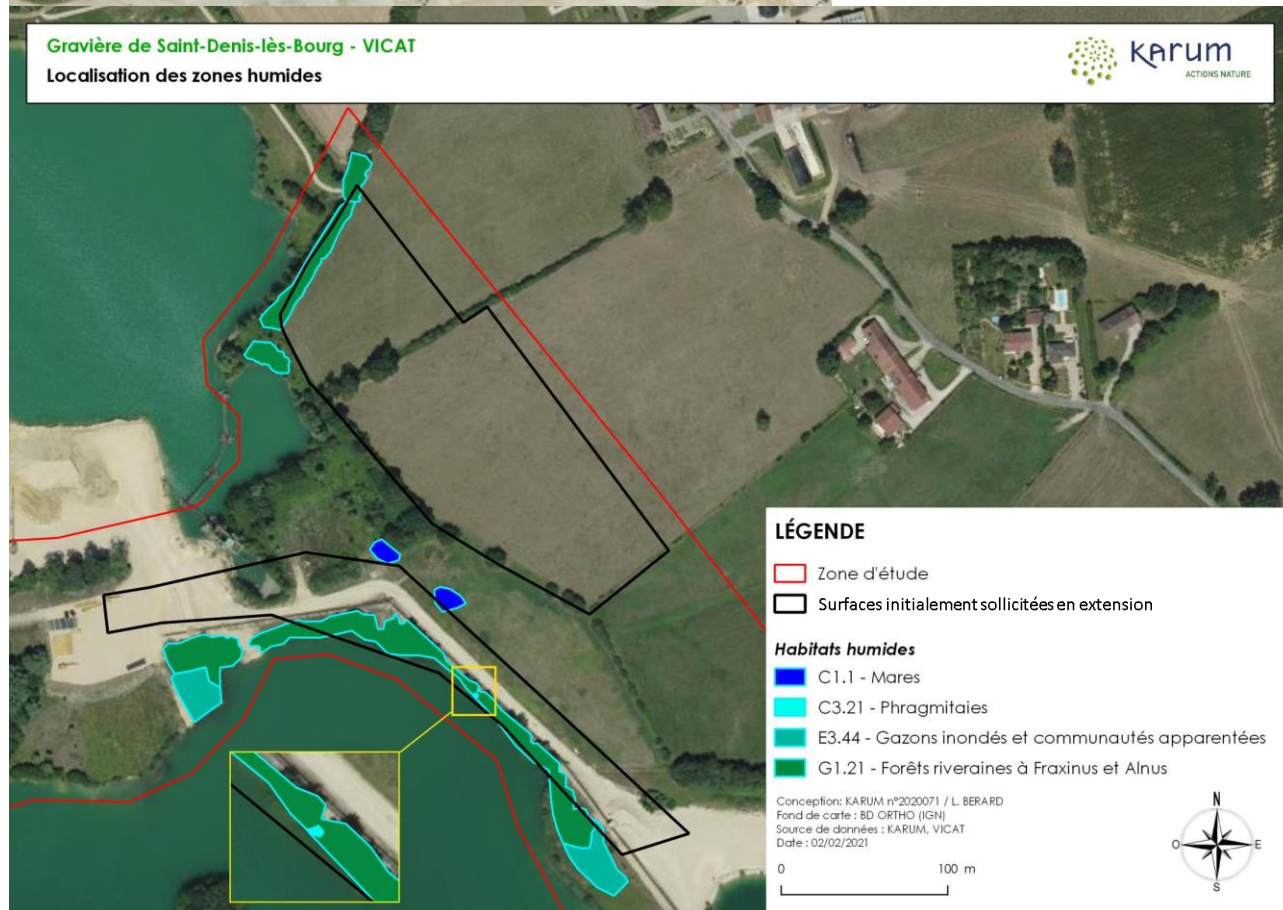 Gravière de Saint-Denis-lès-Bourg - VICAT
Localisation des zones humides
KARUM
ACTIONS NATURE
LÉGENDE
Zone d'étude
Surfaces initialement sollicitées en extension
Habitats humides
C1.1 - Mares
C3.21 - Phragmitaies
E3.44 - Gazons inondés et communautés apparentées
G1.21 - Forêts riveraines à Fraxinus et Alnus
Conception: KARUM n°2020071 / L. BERARD
Fond de carte : BD ORTHO (IGN)
Source de données : KARUM, VICAT
Date : 02/02/2021
0 100 m
N
O E
S